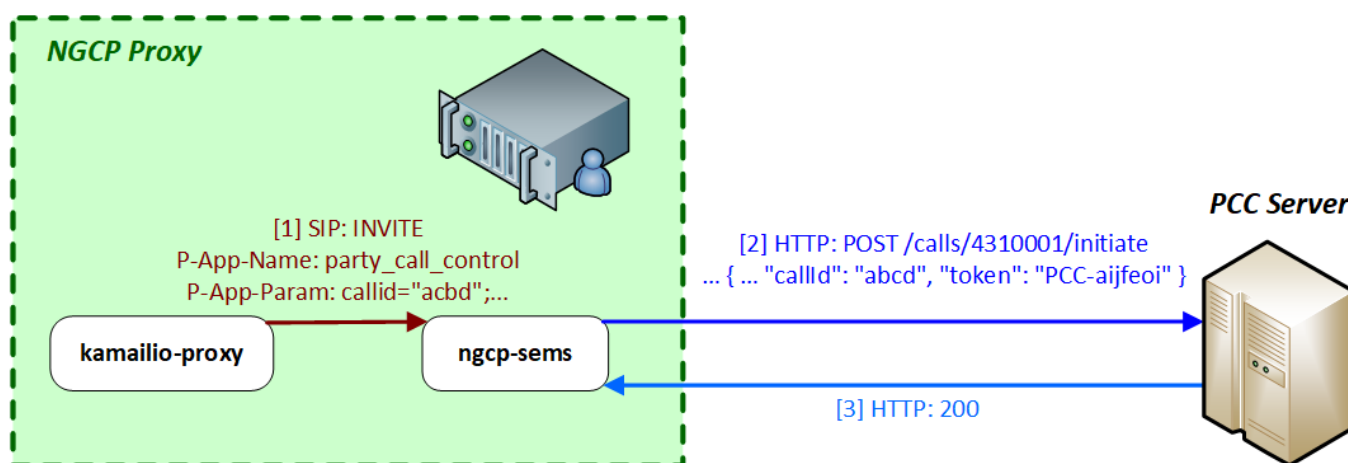 NGCP Proxy
[1] SIP: INVITE
P-App-Name: party_call_control
P-App-Param: callid="acbd";...
kamailio-proxy
ngcp-sems
[2] HTTP: POST /calls/4310001/initiate
... { ... "callId": "abcd", "token": "PCC-aijfeoi" }
[3] HTTP: 200
PCC Server